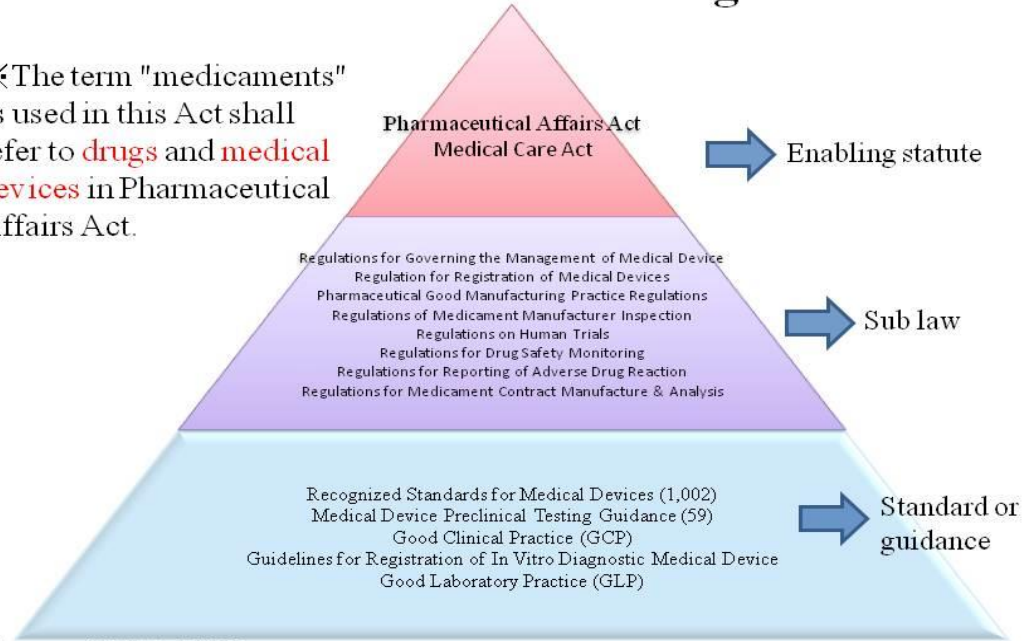 ※The term "medicaments"
used in this Act shall
refer to drugs and medical
devices in Pharmaceutical
Affairs Act.
Pharmaceutical Affairs Act
Medical Care Act
Enabling statute
Regulations for Governing the Management of Medical Device
Regulation for Registration of Medical Devices
Pharmaceutical Good Manufacturing Practice Regulations
Regulations of Medicament Manufacturer Inspection
Regulations on Human Trials
Regulations for Drug Safety Monitoring
Regulations for Reporting of Adverse Drug Reaction
Regulations for Medicament Contract Manufacture & Analysis
Sub law
Recognized Standards for Medical Devices (1,002)
Medical Device Preclinical Testing Guidance (59)
Good Clinical Practice (GCP)
Guidelines for Registration of In Vitro Diagnostic Medical Device
Good Laboratory Practice (GLP)
Standard or
guidance